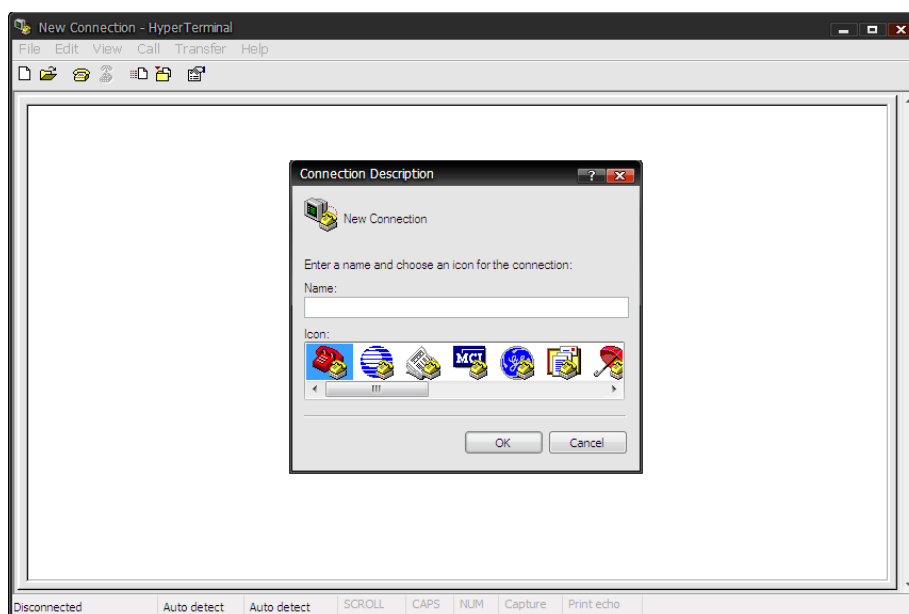 New Connection - HyperTerminal
File Edit View Call Transfer Help
Connection Description
New Connection
Enter a name and choose an icon for the connection:
Name:
Icon:
MCI
OK Cancel
Disconnected Auto detect Auto detect SCROLL CAPS NUM Capture Print echo